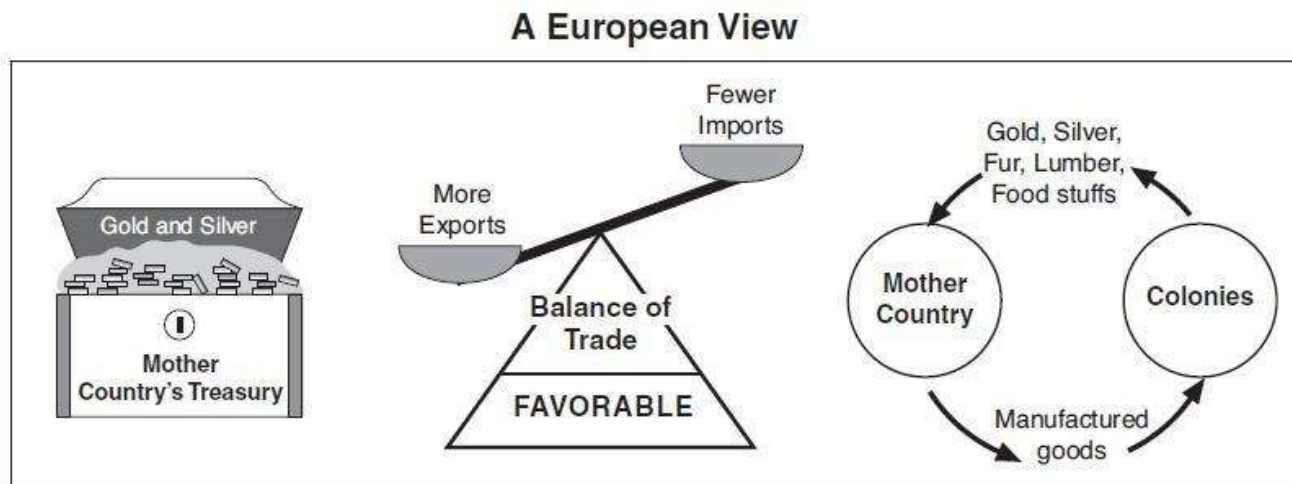 A European View
Gold and Silver
Mother
Country's Treasury
More
Exports
Fewer
Imports
Balance of
Trade
FAVORABLE
Gold, Silver,
Fur, Lumber,
Food stuffs
Mother
Country
Colonies
Manufactured
goods